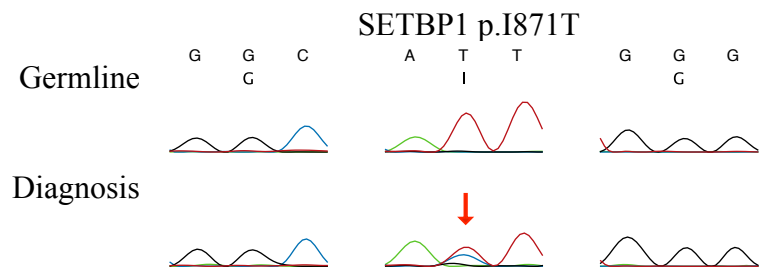 SETBP1 p.I871T
G G C A T T G G G
Germline G I G
Diagnosis